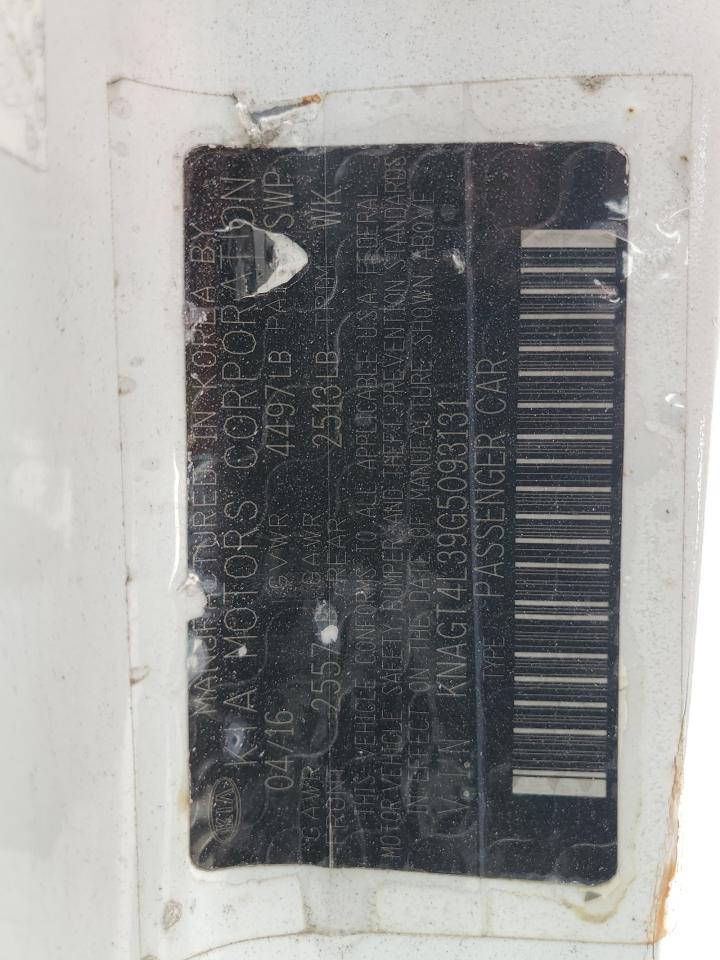 KIA
MANUFACTURED IN KOREA BY
KIA MOTORS CORPORATION
04/16 GVWR 4497LB SWP
GAWR 2557 GAWR 2513LB TRIM WK
FRONT REAR
THIS VEHICLE CONFORMS TO ALL APPLICABLE U.S.A. FEDERAL
MOTOR VEHICLE SAFETY, BUMPER, AND THEFT PREVENTION STANDARDS
IN EFFECT ON THE DATE OF MANUFACTURE SHOWN ABOVE.
V.I.N. KNAGT4L39G5093131
TYPE: PASSENGER CAR